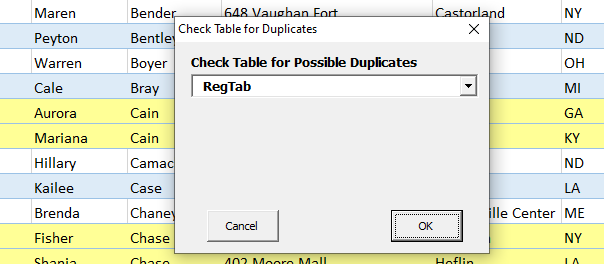 Maren Bender 648 Vaughan Fort Castorland NY
Check Table for Duplicates
Peyton Bentley ND
Warren Boyer OH
Check Table for Possible Duplicates
Cale Bray MI
RegTab
Aurora Cain GA
Mariana Cain KY
Hillary Camac ND
Kailee Case LA
Brenda Chaney ville Center ME
Cancel OK
Fisher Chase NY
Shania Chase 402 Moore Mall Heflin LA